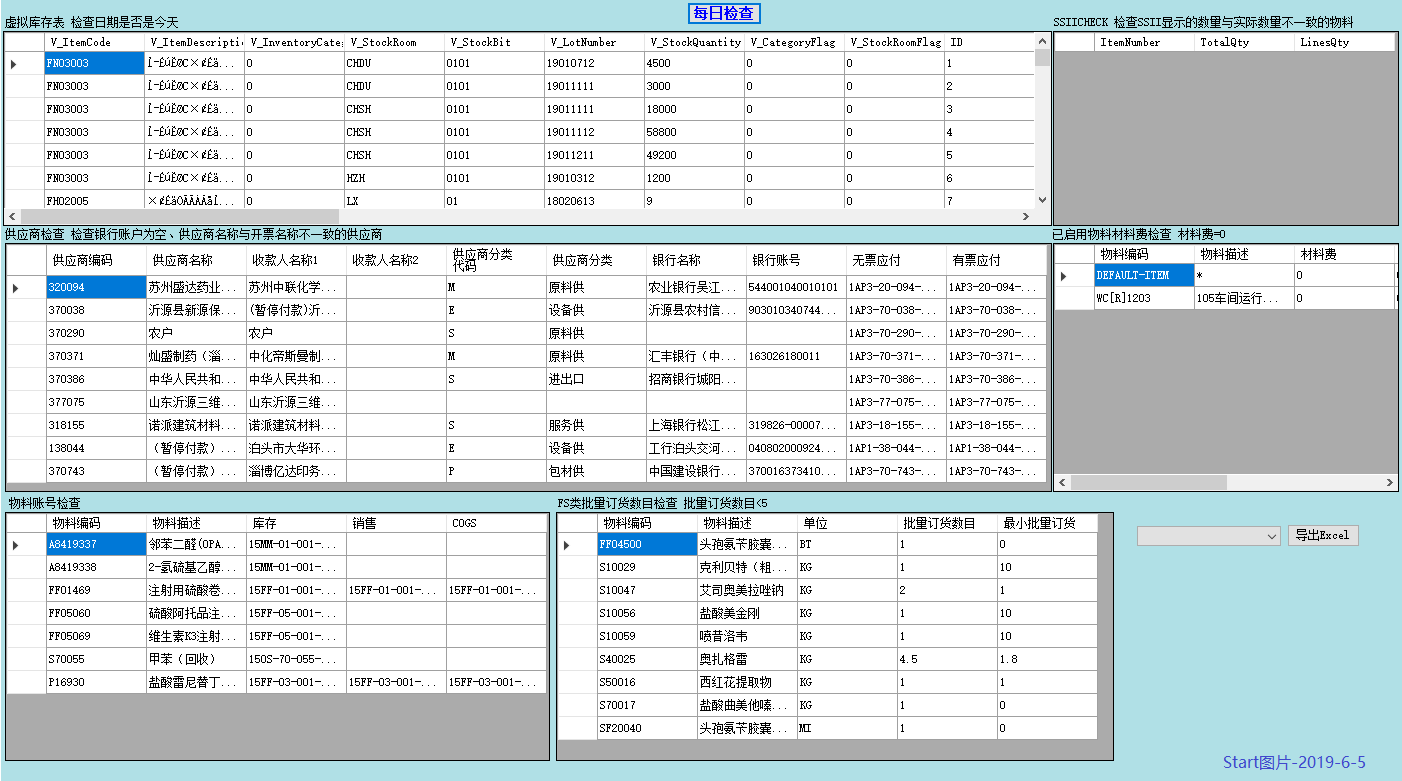 每日检查
虚拟库存表 检查日期是否是今天
V_ItemCode V_ItemDescripti V_InventoryCate V_StockRoom V_StockBit V_LotNumber V_StockQuantity V_CategoryFlag V_StockRoomFlag ID
FN03003 0 CHDU 0101 19010712 4500 0 0 1
FN03003 0 CHDU 0101 19011111 3000 0 0 2
FN03003 0 CHSH 0101 19011111 18000 0 0 3
FN03003 0 CHSH 0101 19011112 58800 0 0 4
FN03003 0 CHSH 0101 19011211 49200 0 0 5
FN03003 0 HZH 0101 19010312 1200 0 0 6
FH02005 0 LX 01 18020613 9 0 0 7
SSIICHECK 检查SSII显示的数量与实际数量不一致的物料
ItemNumber TotalQty LinesQty
供应商检查 检查银行账户为空、供应商名称与开票名称不一致的供应商
供应商编码 供应商名称 收款人名称1 收款人名称2 供应商分类代码 供应商分类 银行名称 银行账号 无票应付 有票应付
320094 苏州盛达药业... 苏州中联化学... M 原料供 农业银行吴江... 544001040010101 1AP3-20-094-... 1AP3-20-094-...
370038 沂源县新源保... (暂停付款)沂... E 设备供 沂源县农村信... 903010340744... 1AP3-70-038-... 1AP3-70-038-...
370290 农户 农户 S 原料供 1AP3-70-290-... 1AP3-70-290-...
370371 灿盛制药（淄... 中化帝斯曼制... M 原料供 汇丰银行（中... 163026180011 1AP3-70-371-... 1AP3-70-371-...
370386 中华人民共和... 中华人民共和... S 进出口 招商银行城阳... 1AP3-70-386-... 1AP3-70-386-...
377075 山东沂源三维... 山东沂源三维... 1AP3-77-075-... 1AP3-77-075-...
318155 诺派建筑材料... 诺派建筑材料... S 服务供 上海银行松江... 319826-00007... 1AP3-18-155-... 1AP3-18-155-...
138044 （暂停付款）... 泊头市大华环... E 设备供 工行泊头交河... 040802000924... 1AP1-38-044-... 1AP1-38-044-...
370743 （暂停付款）... 淄博亿达印务... P 包材供 中国建设银行... 370016373410... 1AP3-70-743-... 1AP3-70-743-...
已启用物料材料费检查 材料费=0
物料编码 物料描述 材料费
DEFAULT-ITEM * 0
WC[R]1203 105车间运行... 0
物料账号检查
物料编码 物料描述 库存 销售 COGS
A8419337 邻苯二醛(OPA... 15MM-01-001-...
A8419338 2-氢硫基乙醇... 15MM-01-001-...
FF01469 注射用硫酸卷... 15FF-01-001-... 15FF-01-001-... 15FF-01-001-...
FF05060 硫酸阿托品注... 15FF-05-001-...
FF05069 维生素K3注射... 15FF-05-001-...
S70055 甲苯（回收） 150S-70-055-...
P16930 盐酸雷尼替丁... 15FF-03-001-... 15FF-03-001-... 15FF-03-001-...
FS类批量订货数目检查 批量订货数目<5
物料编码 物料描述 单位 批量订货数目 最小批量订货
FF04500 头孢氨苄胶囊... BT 1 0
S10029 克利贝特（粗... KG 1 10
S10047 艾司奥美拉唑钠 KG 2 1
S10056 盐酸美金刚 KG 1 10
S10059 喷昔洛韦 KG 1 10
S40025 奥扎格雷 KG 4.5 1.8
S50016 西红花提取物 KG 1 1
S70017 盐酸曲美他嗪... KG 1 0
SF20040 头孢氨苄胶囊... MI 1 0
导出Excel
Start图片-2019-6-5